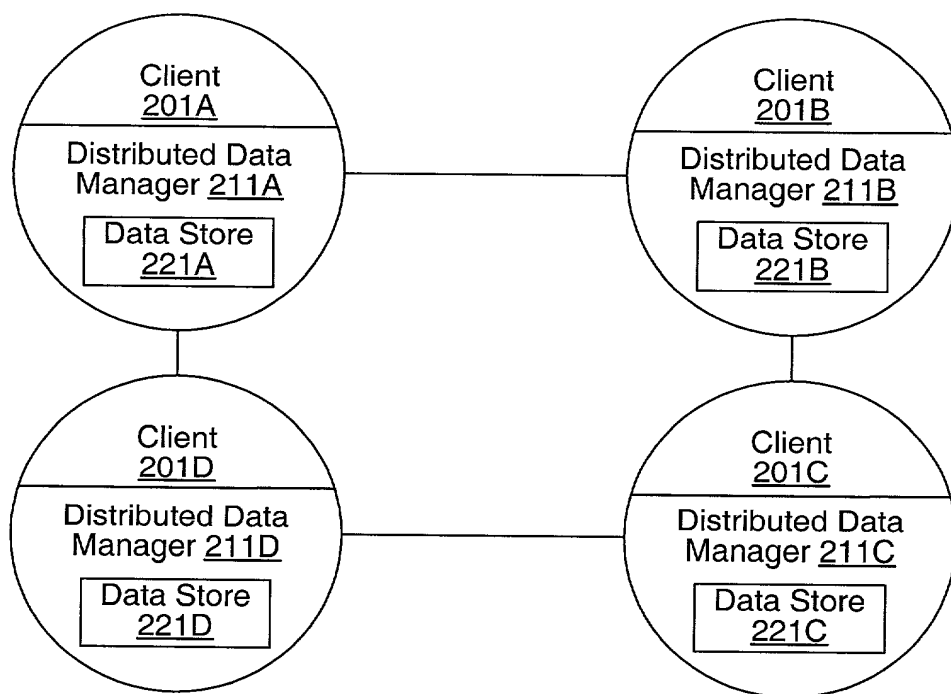 Client
201A
Distributed Data
Manager 211A
Data Store
221A
Client
201B
Distributed Data
Manager 211B
Data Store
221B
Client
201D
Distributed Data
Manager 211D
Data Store
221D
Client
201C
Distributed Data
Manager 211C
Data Store
221C